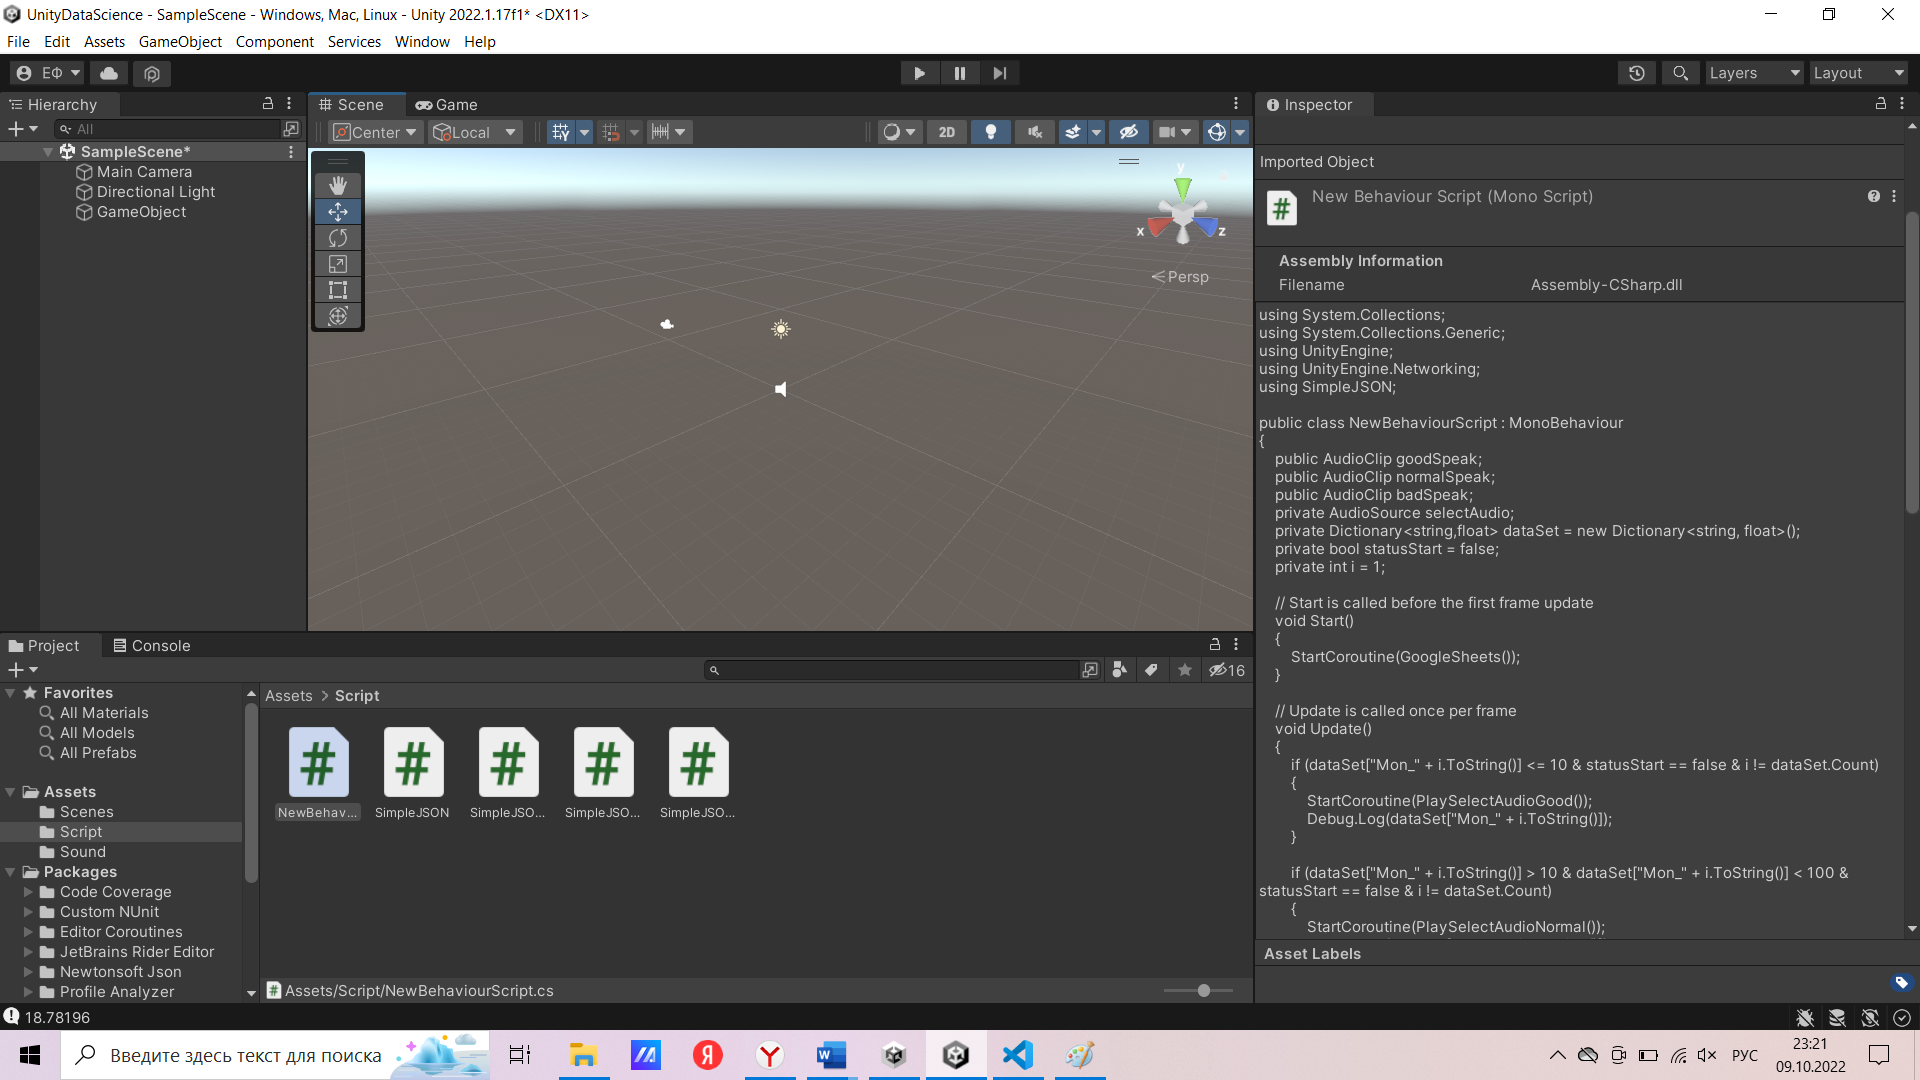 UnityDataScience - SampleScene - Windows, Mac, Linux - Unity 2022.1.17f1* <DX11>
File Edit Assets GameObject Component Services Window Help
ЕФ
Layers
Layout
Hierarchy
All
SampleScene*
Main Camera
Directional Light
GameObject
Scene
Game
Center
Local
2D
y
x
z
Persp
Inspector
Imported Object
New Behaviour Script (Mono Script)
Assembly Information
Filename Assembly-CSharp.dll
using System.Collections;
using System.Collections.Generic;
using UnityEngine;
using UnityEngine.Networking;
using SimpleJSON;
public class NewBehaviourScript : MonoBehaviour
{
public AudioClip goodSpeak;
public AudioClip normalSpeak;
public AudioClip badSpeak;
private AudioSource selectAudio;
private Dictionary<string,float> dataSet = new Dictionary<string, float>();
private bool statusStart = false;
private int i = 1;
// Start is called before the first frame update
void Start()
{
StartCoroutine(GoogleSheets());
}
// Update is called once per frame
void Update()
{
if (dataSet["Mon_" + i.ToString()] <= 10 & statusStart == false & i != dataSet.Count)
{
StartCoroutine(PlaySelectAudioGood());
Debug.Log(dataSet["Mon_" + i.ToString()]);
}
if (dataSet["Mon_" + i.ToString()] > 10 & dataSet["Mon_" + i.ToString()] < 100 &
statusStart == false & i != dataSet.Count)
{
StartCoroutine(PlaySelectAudioNormal());
Asset Labels
Project
Console
16
Favorites
All Materials
All Models
All Prefabs
Assets
Scenes
Script
Sound
Packages
Code Coverage
Custom NUnit
Editor Coroutines
JetBrains Rider Editor
Newtonsoft Json
Profile Analyzer
Assets > Script
NewBehav...
SimpleJSON
SimpleJSO...
SimpleJSO...
SimpleJSO...
Assets/Script/NewBehaviourScript.cs
18.78196
Введите здесь текст для поиска
РУС
23:21
09.10.2022